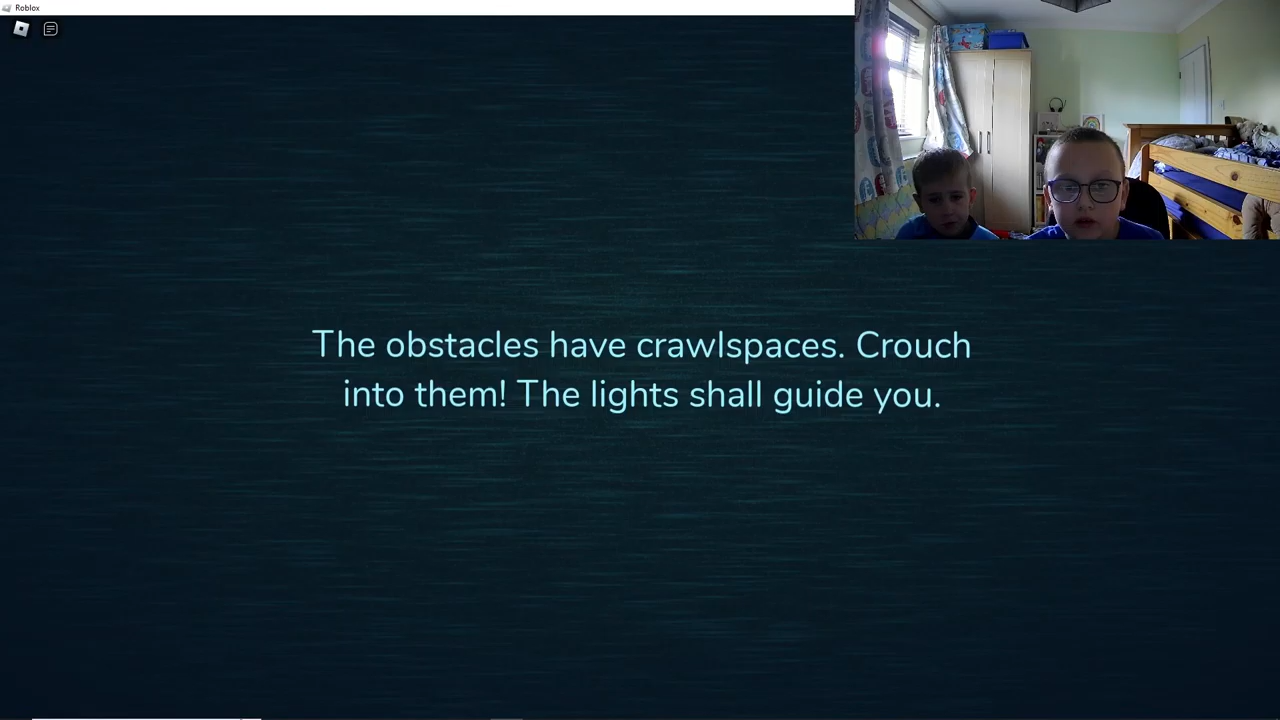 Roblox
The obstacles have crawlspaces. Crouch
into them! The lights shall guide you.